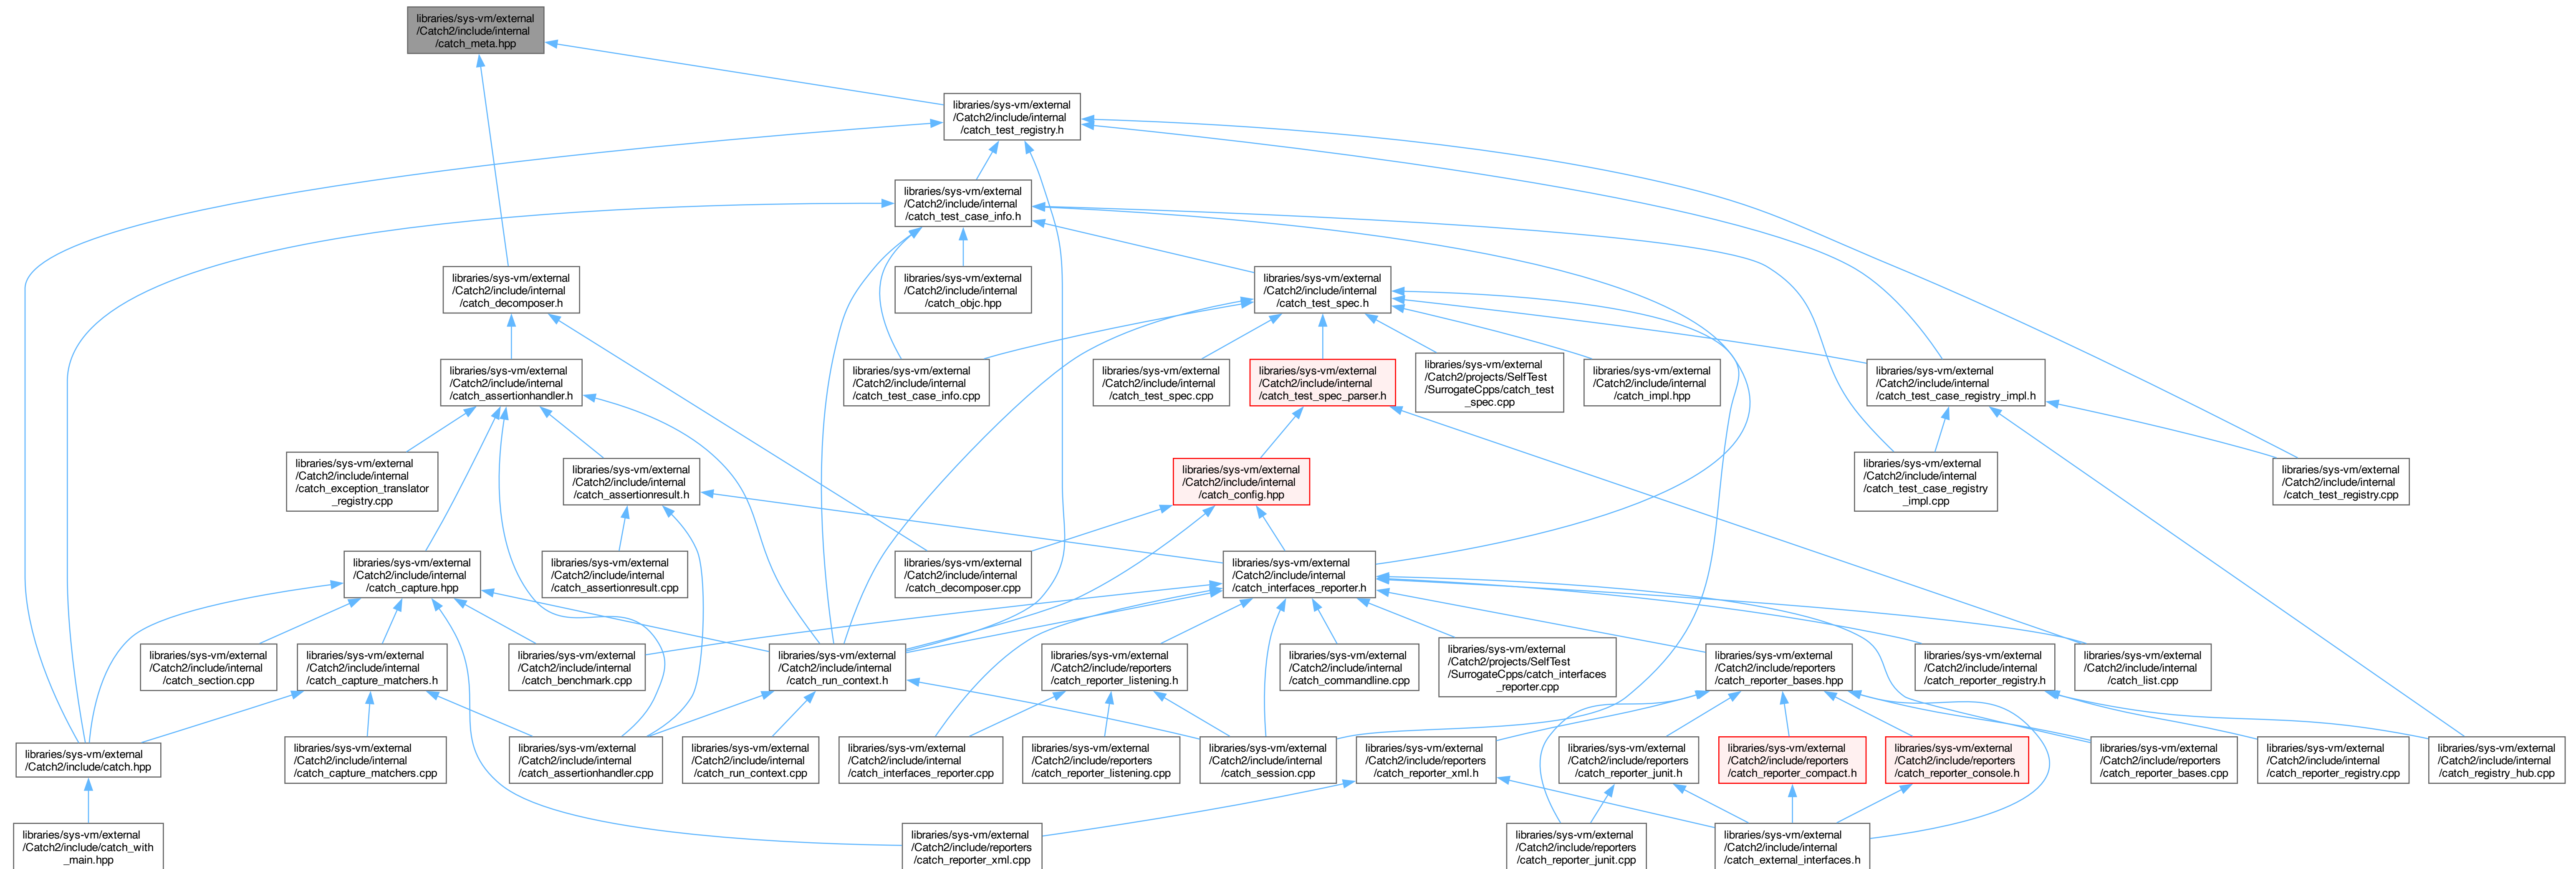 libraries/sys-vm/external
/Catch2/include/internal
/catch_meta.hpp
libraries/sys-vm/external
/Catch2/include/internal
/catch_test_registry.h
libraries/sys-vm/external
/Catch2/include/internal
/catch_test_case_info.h
libraries/sys-vm/external
/Catch2/include/internal
/catch_decomposer.h
libraries/sys-vm/external
/Catch2/include/internal
/catch_objc.hpp
libraries/sys-vm/external
/Catch2/include/internal
/catch_test_spec.h
libraries/sys-vm/external
/Catch2/include/internal
/catch_assertionhandler.h
libraries/sys-vm/external
/Catch2/include/internal
/catch_test_case_info.cpp
libraries/sys-vm/external
/Catch2/include/internal
/catch_test_spec.cpp
libraries/sys-vm/external
/Catch2/include/internal
/catch_test_spec_parser.h
libraries/sys-vm/external
/Catch2/projects/SelfTest
/SurrogateCpps/catch_test
_spec.cpp
libraries/sys-vm/external
/Catch2/include/internal
/catch_impl.hpp
libraries/sys-vm/external
/Catch2/include/internal
/catch_test_case_registry_impl.h
libraries/sys-vm/external
/Catch2/include/internal
/catch_exception_translator
_registry.cpp
libraries/sys-vm/external
/Catch2/include/internal
/catch_assertionresult.h
libraries/sys-vm/external
/Catch2/include/internal
/catch_config.hpp
libraries/sys-vm/external
/Catch2/include/internal
/catch_test_case_registry
_impl.cpp
libraries/sys-vm/external
/Catch2/include/internal
/catch_test_registry.cpp
libraries/sys-vm/external
/Catch2/include/internal
/catch_capture.hpp
libraries/sys-vm/external
/Catch2/include/internal
/catch_assertionresult.cpp
libraries/sys-vm/external
/Catch2/include/internal
/catch_decomposer.cpp
libraries/sys-vm/external
/Catch2/include/internal
/catch_interfaces_reporter.h
libraries/sys-vm/external
/Catch2/include/internal
/catch_section.cpp
libraries/sys-vm/external
/Catch2/include/internal
/catch_capture_matchers.h
libraries/sys-vm/external
/Catch2/include/internal
/catch_benchmark.cpp
libraries/sys-vm/external
/Catch2/include/internal
/catch_run_context.h
libraries/sys-vm/external
/Catch2/include/reporters
/catch_reporter_listening.h
libraries/sys-vm/external
/Catch2/include/internal
/catch_commandline.cpp
libraries/sys-vm/external
/Catch2/projects/SelfTest
/SurrogateCpps/catch_interfaces
_reporter.cpp
libraries/sys-vm/external
/Catch2/include/reporters
/catch_reporter_bases.hpp
libraries/sys-vm/external
/Catch2/include/internal
/catch_reporter_registry.h
libraries/sys-vm/external
/Catch2/include/internal
/catch_list.cpp
libraries/sys-vm/external
/Catch2/include/catch.hpp
libraries/sys-vm/external
/Catch2/include/internal
/catch_capture_matchers.cpp
libraries/sys-vm/external
/Catch2/include/internal
/catch_assertionhandler.cpp
libraries/sys-vm/external
/Catch2/include/internal
/catch_run_context.cpp
libraries/sys-vm/external
/Catch2/include/internal
/catch_interfaces_reporter.cpp
libraries/sys-vm/external
/Catch2/include/reporters
/catch_reporter_listening.cpp
libraries/sys-vm/external
/Catch2/include/internal
/catch_session.cpp
libraries/sys-vm/external
/Catch2/include/reporters
/catch_reporter_xml.h
libraries/sys-vm/external
/Catch2/include/reporters
/catch_reporter_junit.h
libraries/sys-vm/external
/Catch2/include/reporters
/catch_reporter_compact.h
libraries/sys-vm/external
/Catch2/include/reporters
/catch_reporter_console.h
libraries/sys-vm/external
/Catch2/include/reporters
/catch_reporter_bases.cpp
libraries/sys-vm/external
/Catch2/include/internal
/catch_reporter_registry.cpp
libraries/sys-vm/external
/Catch2/include/internal
/catch_registry_hub.cpp
libraries/sys-vm/external
/Catch2/include/catch_with
_main.hpp
libraries/sys-vm/external
/Catch2/include/reporters
/catch_reporter_xml.cpp
libraries/sys-vm/external
/Catch2/include/reporters
/catch_reporter_junit.cpp
libraries/sys-vm/external
/Catch2/include/internal
/catch_external_interfaces.h